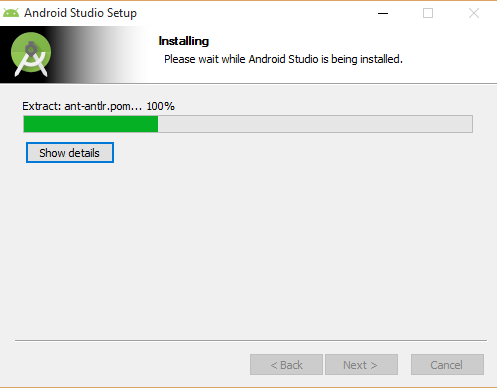 Android Studio Setup
Installing
Please wait while Android Studio is being installed.
Extract: ant-antlr.pom... 100%
Show details
< Back
Next >
Cancel